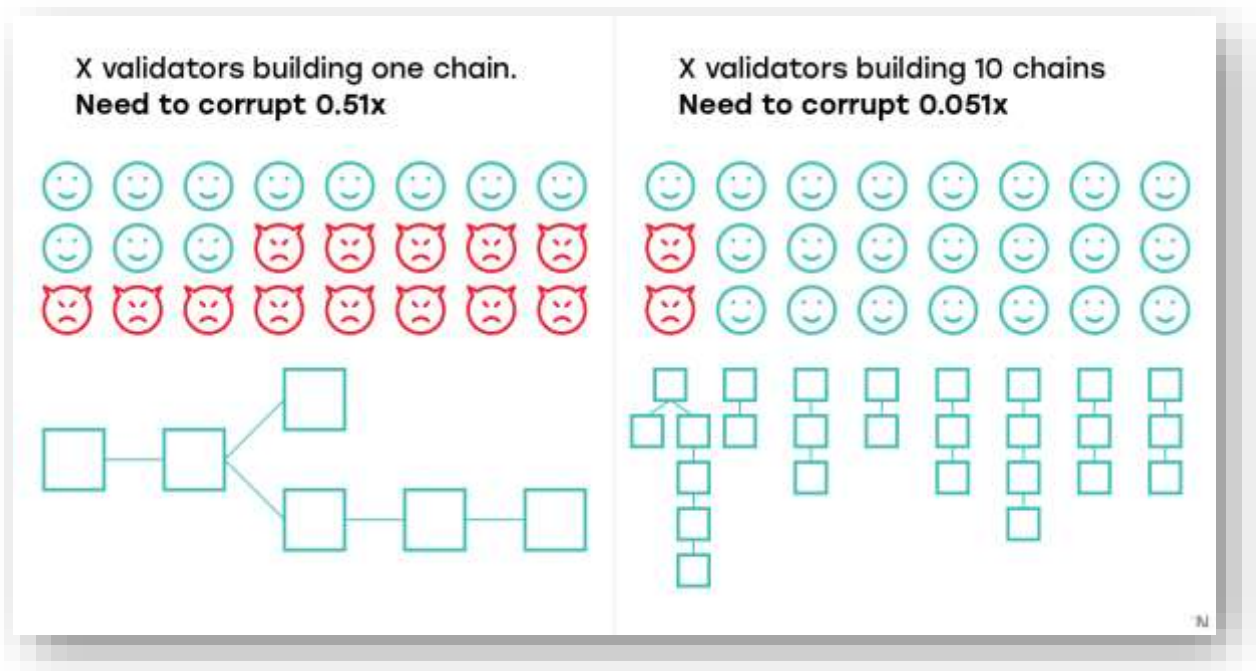 X validators building one chain.
Need to corrupt 0.51x
X validators building 10 chains
Need to corrupt 0.051x
N